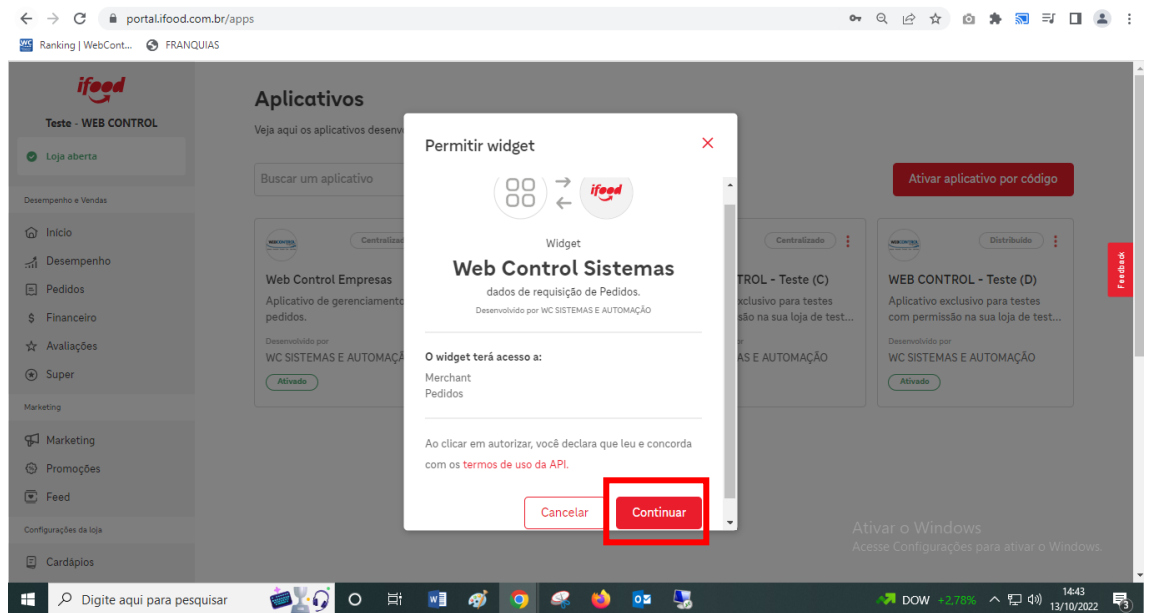 portal.ifood.com.br/apps
Ranking | WebCont...
FRANQUIAS
ifood
Teste - WEB CONTROL
Loja aberta
Desempenho e Vendas
Início
Desempenho
Pedidos
Financeiro
Avaliações
Super
Marketing
Marketing
Promoções
Feed
Configurações da loja
Cardápios
Aplicativos
Veja aqui os aplicativos desenv
Buscar um aplicativo
Ativar aplicativo por código
Centralizad
Web Control Empresas
Aplicativo de gerenciamento
pedidos.
Desenvolvido por
WC SISTEMAS E AUTOMAÇÃ
Ativado
Permitir widget
ifood
Widget
Web Control Sistemas
dados de requisição de Pedidos.
Desenvolvido por WC SISTEMAS E AUTOMAÇÃO
O widget terá acesso a:
Merchant
Pedidos
Ao clicar em autorizar, você declara que leu e concorda
com os termos de uso da API.
Cancelar
Continuar
Centralizado
TROL - Teste (C)
xclusivo para testes
são na sua loja de test...
or
AS E AUTOMAÇÃO
WEB CONTROL
Distribuído
WEB CONTROL - Teste (D)
Aplicativo exclusivo para testes
com permissão na sua loja de test...
Desenvolvido por
WC SISTEMAS E AUTOMAÇÃO
Ativado
Feedback
Ativar o Windows
Acesse Configurações para ativar o Windows.
Digite aqui para pesquisar
DOW +2,78%
14:43
13/10/2022
3